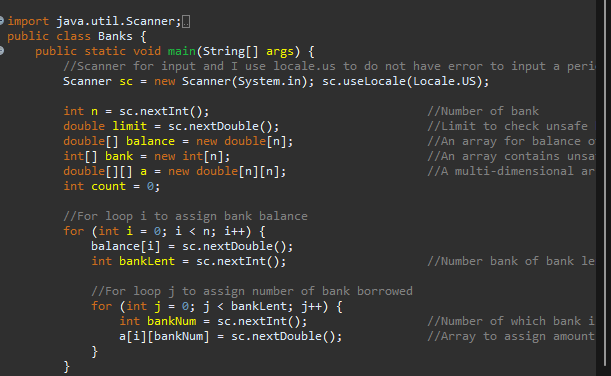 import java.util.Scanner;
public class Banks {
public static void main(String[] args) {
//Scanner for input and I use locale.us to do not have error to input a
Scanner sc = new Scanner(System.in); sc.useLocale(Locale.US);
int n = sc.nextInt(); //Number of bank
double limit = sc.nextDouble(); //Limit to check unsafe
double[] balance = new double[n]; //An array for balance
int[] bank = new int[n]; //An array contains
double[][] a = new double[n][n]; //A multi-dimensional
int count = 0;
//For loop i to assign bank balance
for (int i = 0; i < n; i++) {
balance[i] = sc.nextDouble();
int bankLent = sc.nextInt(); //Number bank of bank
//For loop j to assign number of bank borrowed
for (int j = 0; j < bankLent; j++) {
int bankNum = sc.nextInt(); //Number of which bank
a[i][bankNum] = sc.nextDouble(); //Array to assign amount
}
}